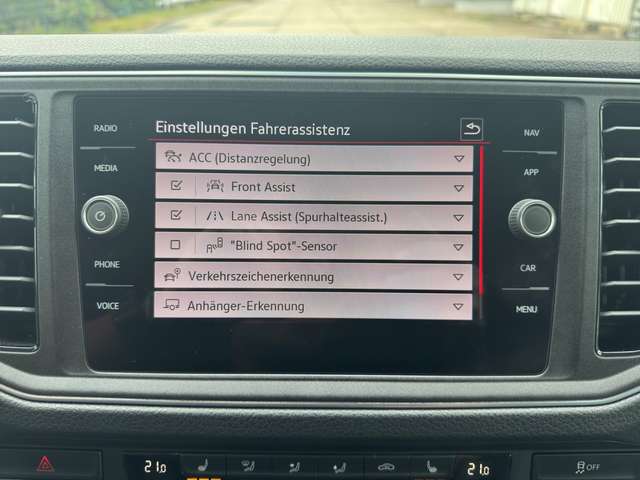 RADIO
MEDIA
PHONE
VOICE
Einstellungen Fahrerassistenz
ACC (Distanzregelung)
Front Assist
Lane Assist (Spurhalteassist.)
"Blind Spot"-Sensor
Verkehrszeichenerkennung
Anhänger-Erkennung
NAV
APP
CAR
MENU
21.0
21.0
OFF